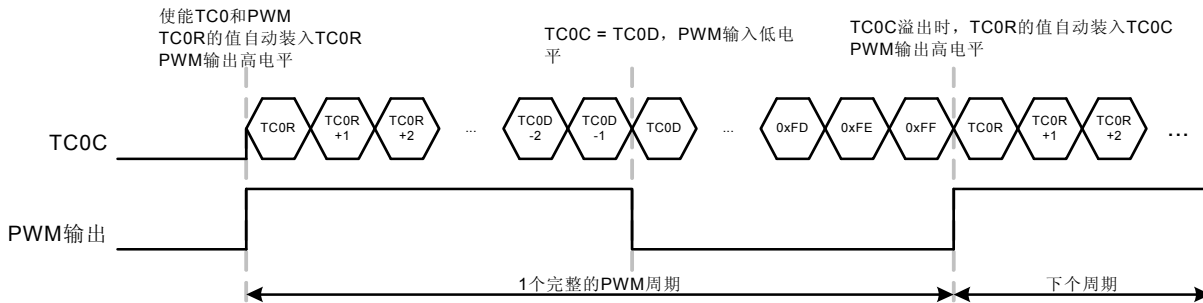 使能TC0和PWM
TC0R的值自动装入TC0R
PWM输出高电平
TC0C = TC0D，PWM输入低电
平
TC0C溢出时，TC0R的值自动装入TC0C
PWM输出高电平
TC0C
TC0R
TC0R
+1
TC0R
+2
...
TC0D
-2
TC0D
-1
TC0D
...
0xFD
0xFE
0xFF
TC0R
TC0R
+1
TC0R
+2
...
PWM输出
1个完整的PWM周期
下个周期